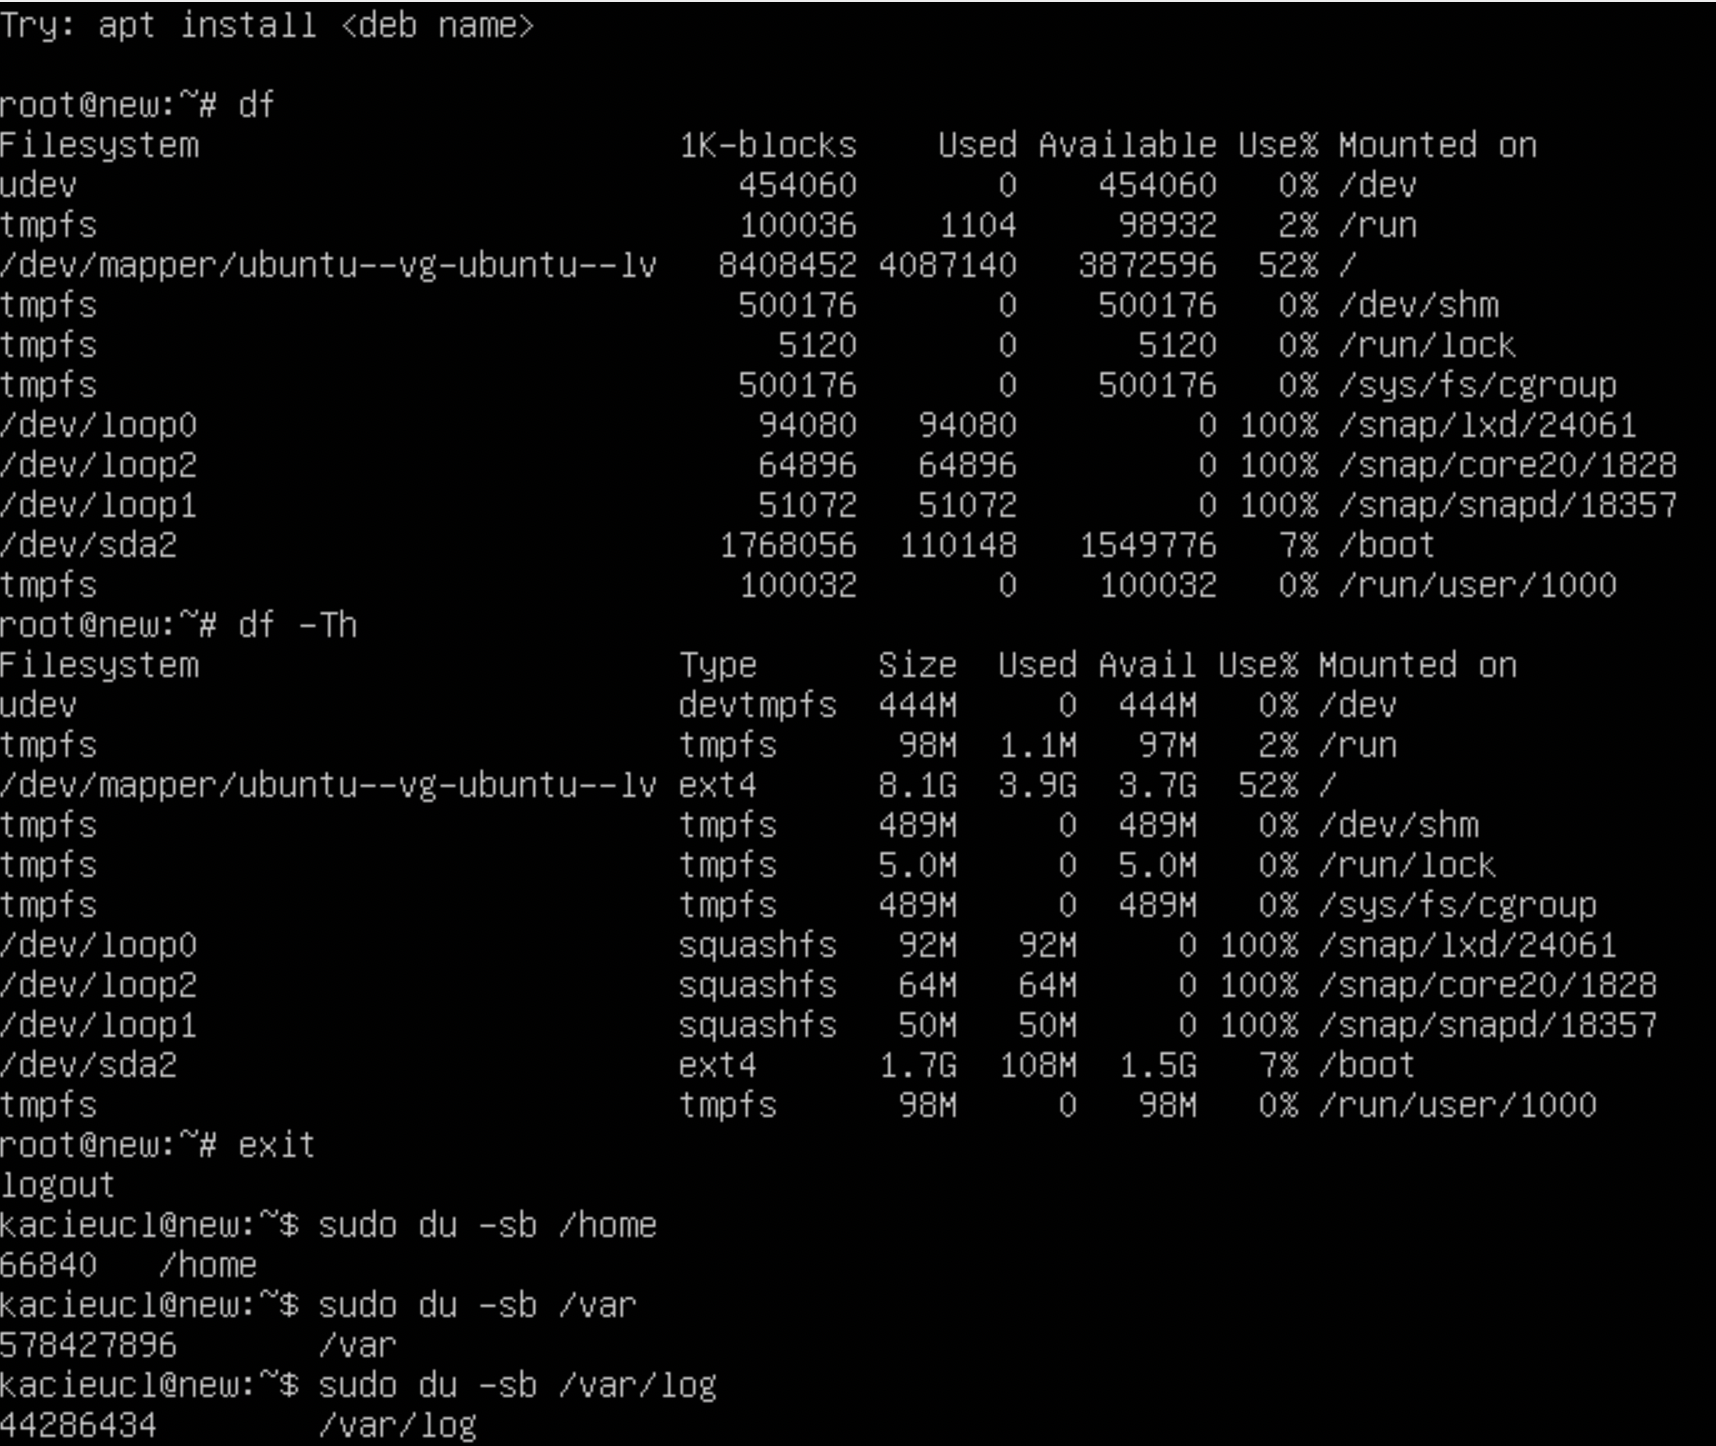 Try: apt install <deb name>

root@new:~# df
Filesystem                        1K-blocks    Used Available Use% Mounted on
udev                                 454060       0    454060   0% /dev
tmpfs                                100036    1104     98932   2% /run
/dev/mapper/ubuntu--vg-ubuntu--lv   8408452 4087140   3872596  52% /
tmpfs                                500176       0    500176   0% /dev/shm
tmpfs                                  5120       0      5120   0% /run/lock
tmpfs                                500176       0    500176   0% /sys/fs/cgroup
/dev/loop0                            94080   94080         0 100% /snap/lxd/24061
/dev/loop2                            64896   64896         0 100% /snap/core20/1828
/dev/loop1                            51072   51072         0 100% /snap/snapd/18357
/dev/sda2                           1768056  110148   1549776   7% /boot
tmpfs                                100032       0    100032   0% /run/user/1000
root@new:~# df -Th
Filesystem                        Type      Size  Used Avail Use% Mounted on
udev                              devtmpfs  444M     0  444M   0% /dev
tmpfs                             tmpfs      98M  1.1M   97M   2% /run
/dev/mapper/ubuntu--vg-ubuntu--lv ext4      8.1G  3.9G  3.7G  52% /
tmpfs                             tmpfs     489M     0  489M   0% /dev/shm
tmpfs                             tmpfs     5.0M     0  5.0M   0% /run/lock
tmpfs                             tmpfs     489M     0  489M   0% /sys/fs/cgroup
/dev/loop0                        squashfs   92M   92M     0 100% /snap/lxd/24061
/dev/loop2                        squashfs   64M   64M     0 100% /snap/core20/1828
/dev/loop1                        squashfs   50M   50M     0 100% /snap/snapd/18357
/dev/sda2                         ext4      1.7G  108M  1.5G   7% /boot
tmpfs                             tmpfs      98M     0   98M   0% /run/user/1000
root@new:~# exit
logout
kacieucl@new:~$ sudo du -sb /home
66840   /home
kacieucl@new:~$ sudo du -sb /var
578427896       /var
kacieucl@new:~$ sudo du -sb /var/log
44286434        /var/log